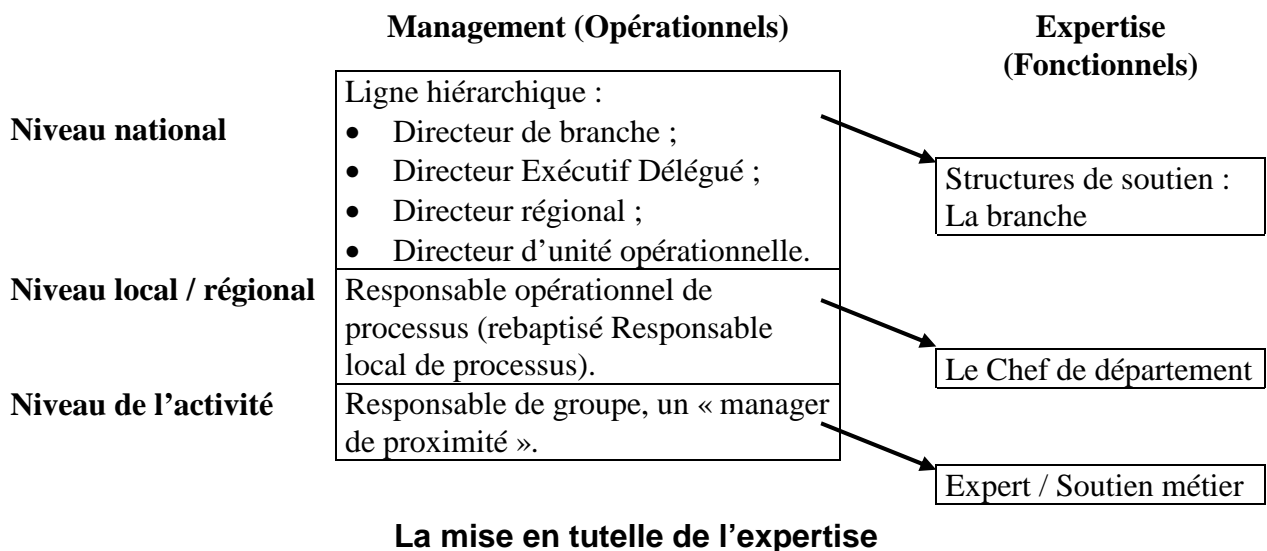 Management (Opérationnels)
Expertise
(Fonctionnels)
Niveau national
Ligne hiérarchique :
• Directeur de branche ;
• Directeur Exécutif Délégué ;
• Directeur régional ;
• Directeur d’unité opérationnelle.
Structures de soutien :
La branche
Niveau local / régional
Responsable opérationnel de
processus (rebaptisé Responsable
local de processus).
Le Chef de département
Niveau de l’activité
Responsable de groupe, un « manager
de proximité ».
Expert / Soutien métier
La mise en tutelle de l’expertise